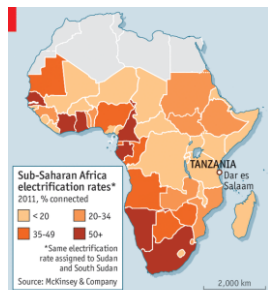 TANZANIA
Dar es
Salaam
Sub-Saharan Africa
electrification rates*
2011, % connected
< 20
20-34
35-49
50+
*Same electrification
rate assigned to Sudan
and South Sudan
Source: McKinsey & Company
2,000 km